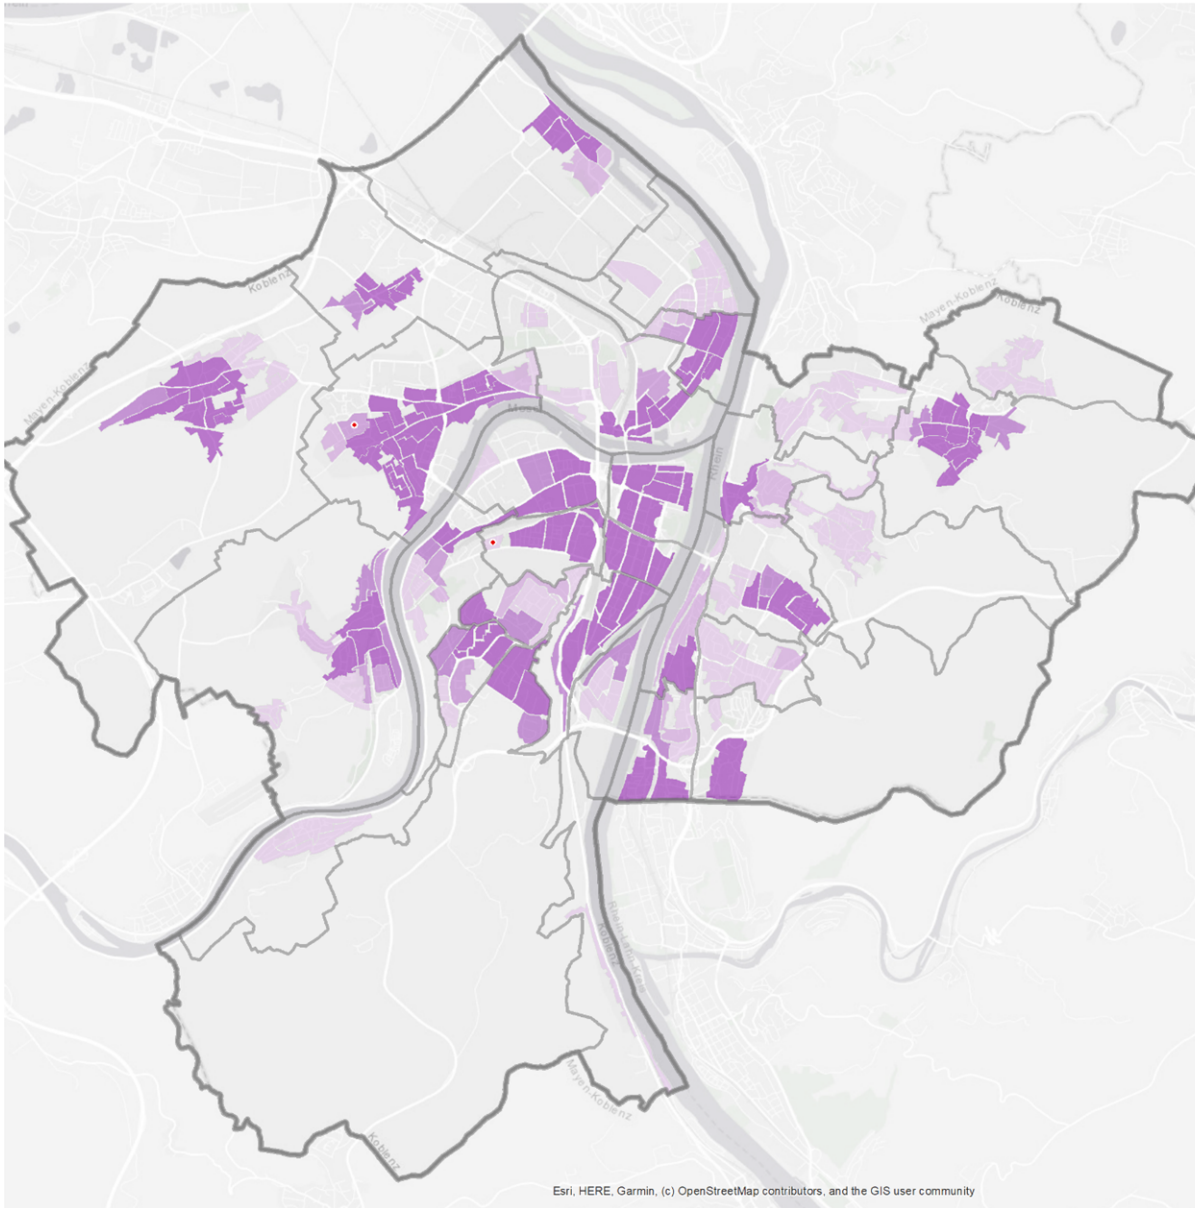 Koblenz
Mayen-Koblenz
Koblenz
Mayen-Koblenz
Mosel
Rhein
Rhein-Lahn-Kreis
Koblenz
Mayen-Koblenz
Koblenz
Esri, HERE, Garmin, (c) OpenStreetMap contributors, and the GIS user community